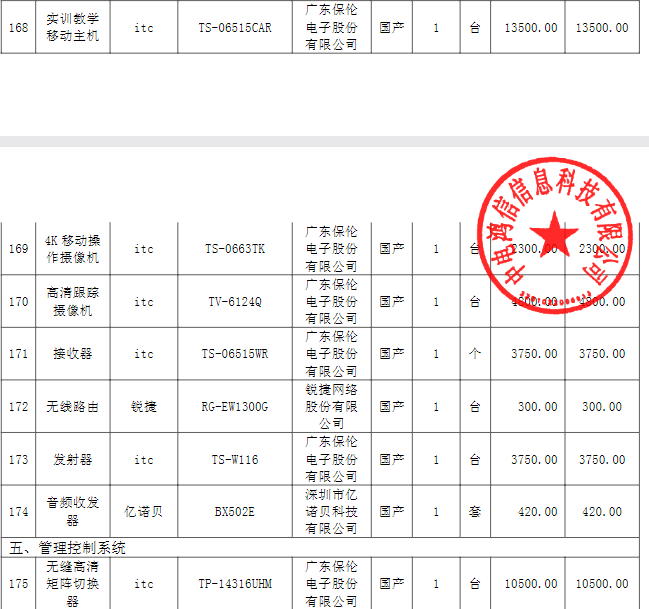 168 实训教学移动主机 itc TS-06515CAR 广东保伦电子股份有限公司 国产 1 台 13500.00 13500.00
中电鸿信信息科技有限公司
169 4K 移动操作摄像机 itc TS-0663TK 广东保伦电子股份有限公司 国产 1 台 2300.00 2300.00
170 高清跟踪摄像机 itc TV-6124Q 广东保伦电子股份有限公司 国产 1 台 4800.00 4800.00
171 接收器 itc TS-06515WR 广东保伦电子股份有限公司 国产 1 个 3750.00 3750.00
172 无线路由 锐捷 RG-EW1300G 锐捷网络股份有限公司 国产 1 台 300.00 300.00
173 发射器 itc TS-W116 广东保伦电子股份有限公司 国产 1 台 3750.00 3750.00
174 音频收发器 亿诺贝 BX502E 深圳市亿诺贝科技有限公司 国产 1 套 420.00 420.00
五、管理控制系统
175 无缝高清矩阵切换器 itc TP-14316UHM 广东保伦电子股份有限公司 国产 1 台 10500.00 10500.00